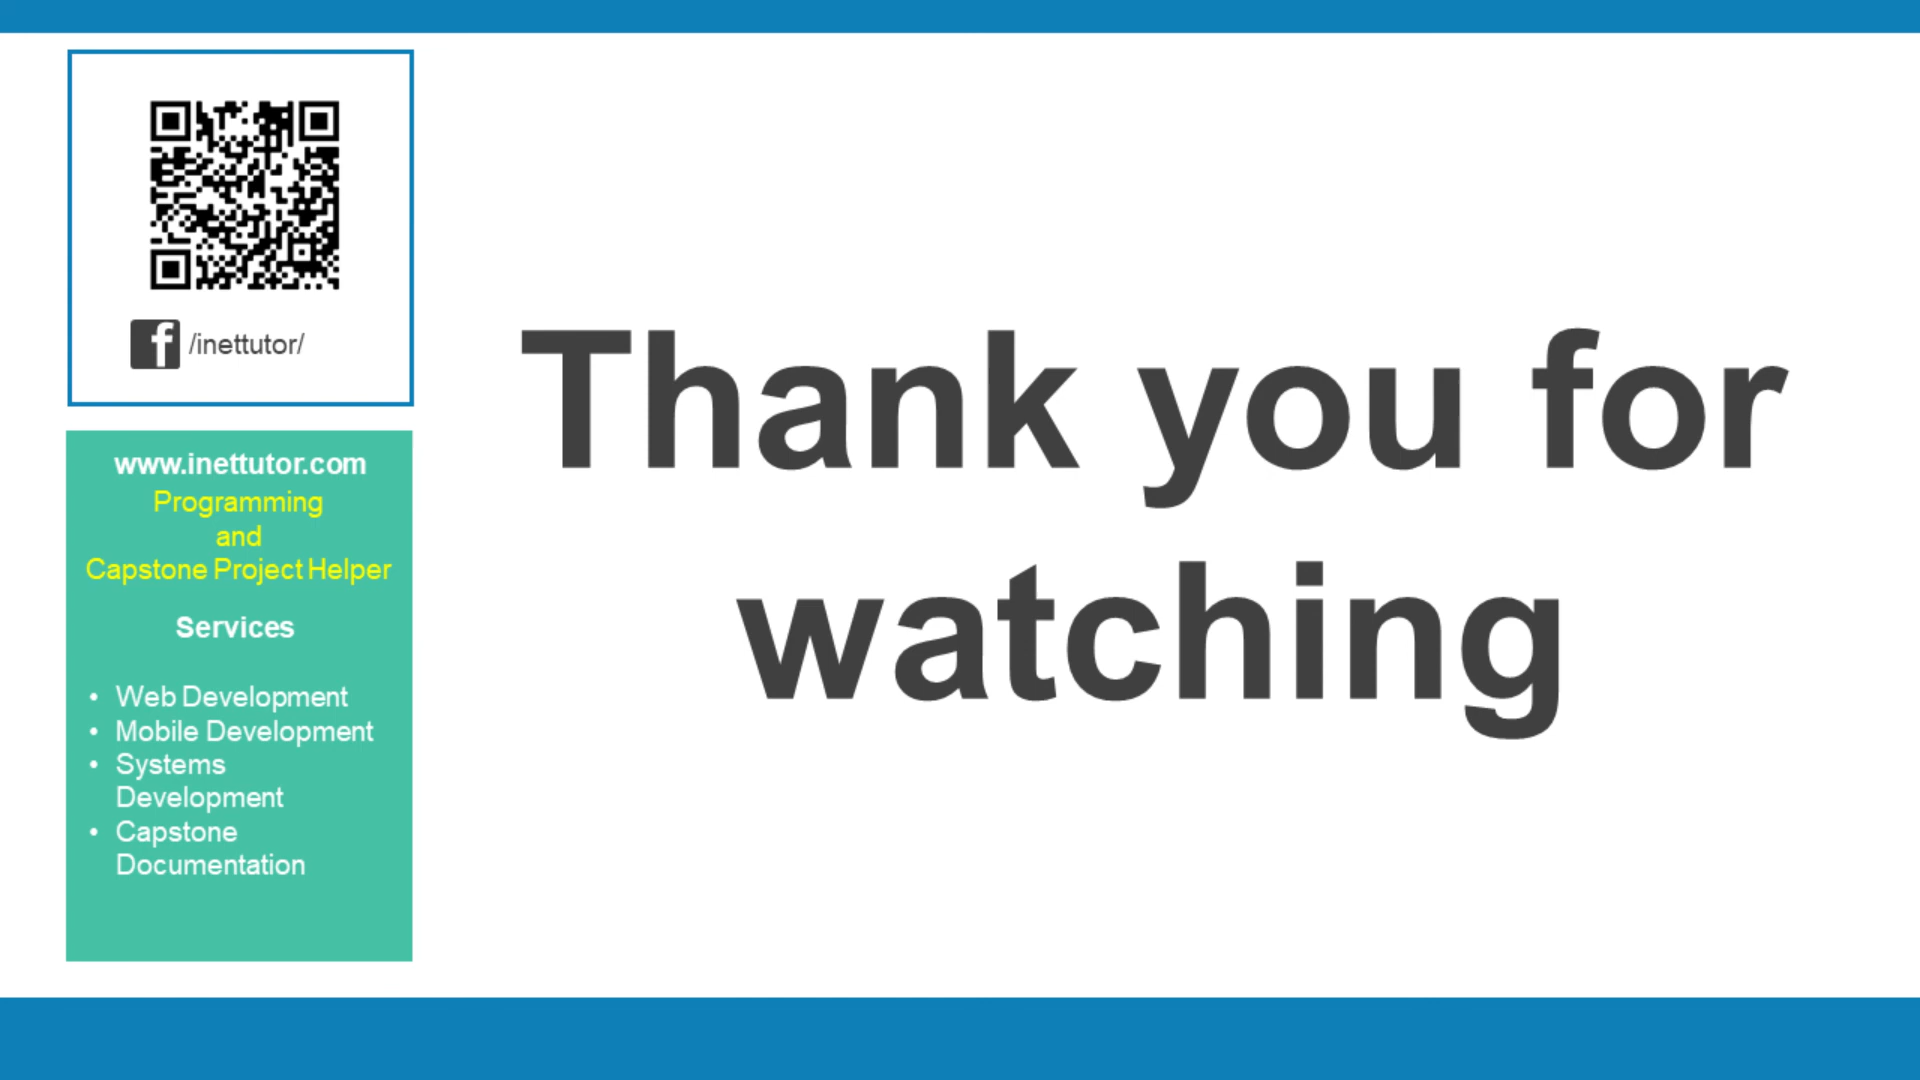 /inettutor/
www.inettutor.com
Programming
and
Capstone Project Helper
Services
• Web Development
• Mobile Development
• Systems
Development
• Capstone
Documentation
Thank you for
watching